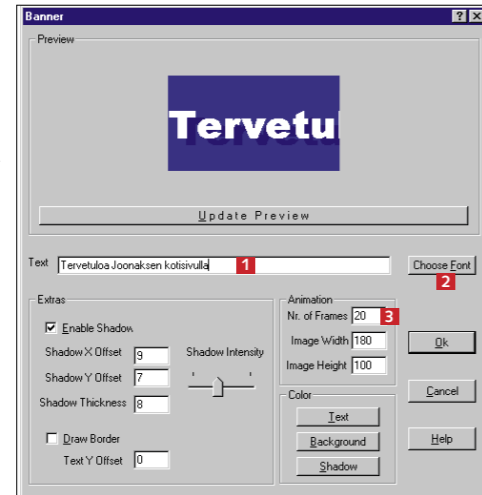 Banner
Preview
Tervetul
Update Preview
Text Tervetuloa Joonaksen kotisivulla 1
Choose Font
2
Extras
Enable Shadow
Shadow X Offset 9
Shadow Intensity
Shadow Y Offset 7
Shadow Thickness 8
Draw Border
Text Y Offset 0
Animation
Nr. of Frames 20 3
Image Width 180
Image Height 100
Color
Text
Background
Shadow
Ok
Cancel
Help